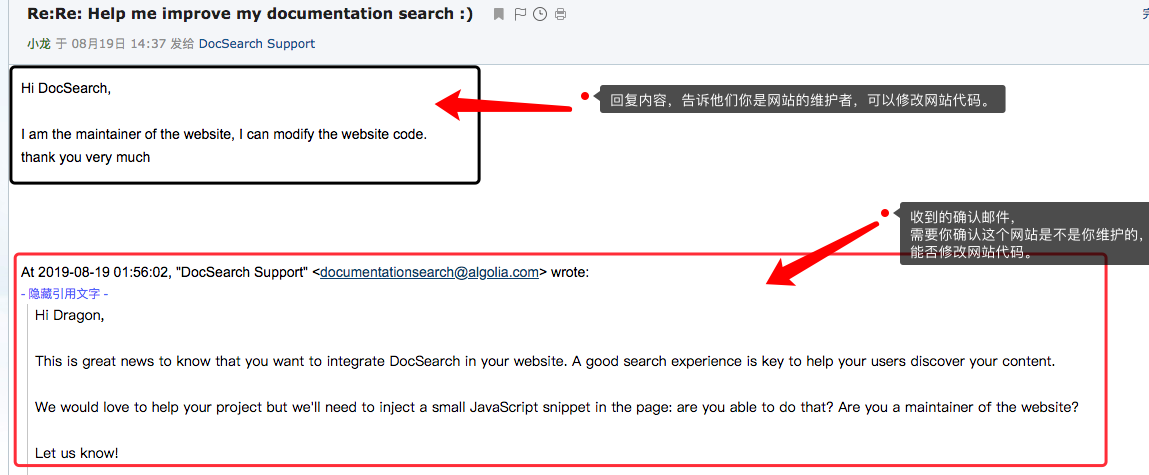 Re:Re: Help me improve my documentation search :)
小龙 于 08月19日 14:37 发给 DocSearch Support
Hi DocSearch,
回复内容，告诉他们你是网站的维护者，可以修改网站代码。
I am the maintainer of the website, I can modify the website code.
thank you very much
收到的确认邮件，
需要你确认这个网站是不是你维护的，
能否修改网站代码。
At 2019-08-19 01:56:02, "DocSearch Support" <documentationsearch@algolia.com> wrote:
- 隐藏引用文字 -
Hi Dragon,
This is great news to know that you want to integrate DocSearch in your website. A good search experience is key to help your users discover your content.
We would love to help your project but we'll need to inject a small JavaScript snippet in the page: are you able to do that? Are you a maintainer of the website?
Let us know!